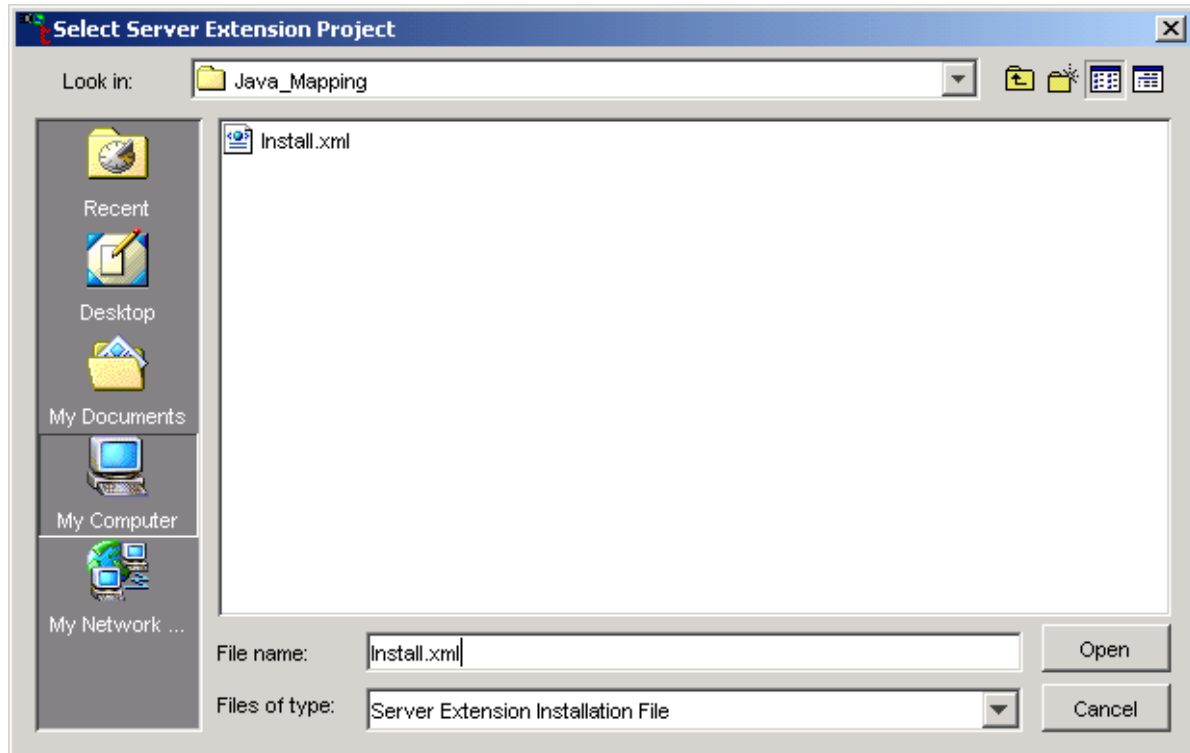 Select Server Extension Project
Look in: Java_Mapping
Install.xml
Recent
Desktop
My Documents
My Computer
My Network ...
File name: Install.xml Open
Files of type: Server Extension Installation File Cancel